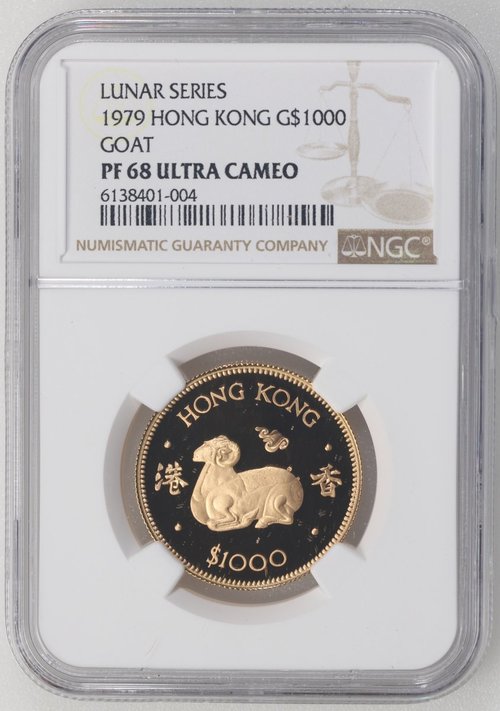 LUNAR SERIES
1979 HONG KONG G$1000
GOAT
PF 68 ULTRA CAMEO
6138401-004
NUMISMATIC GUARANTY COMPANY
NGC®
HONG KONG
港 香
$1000